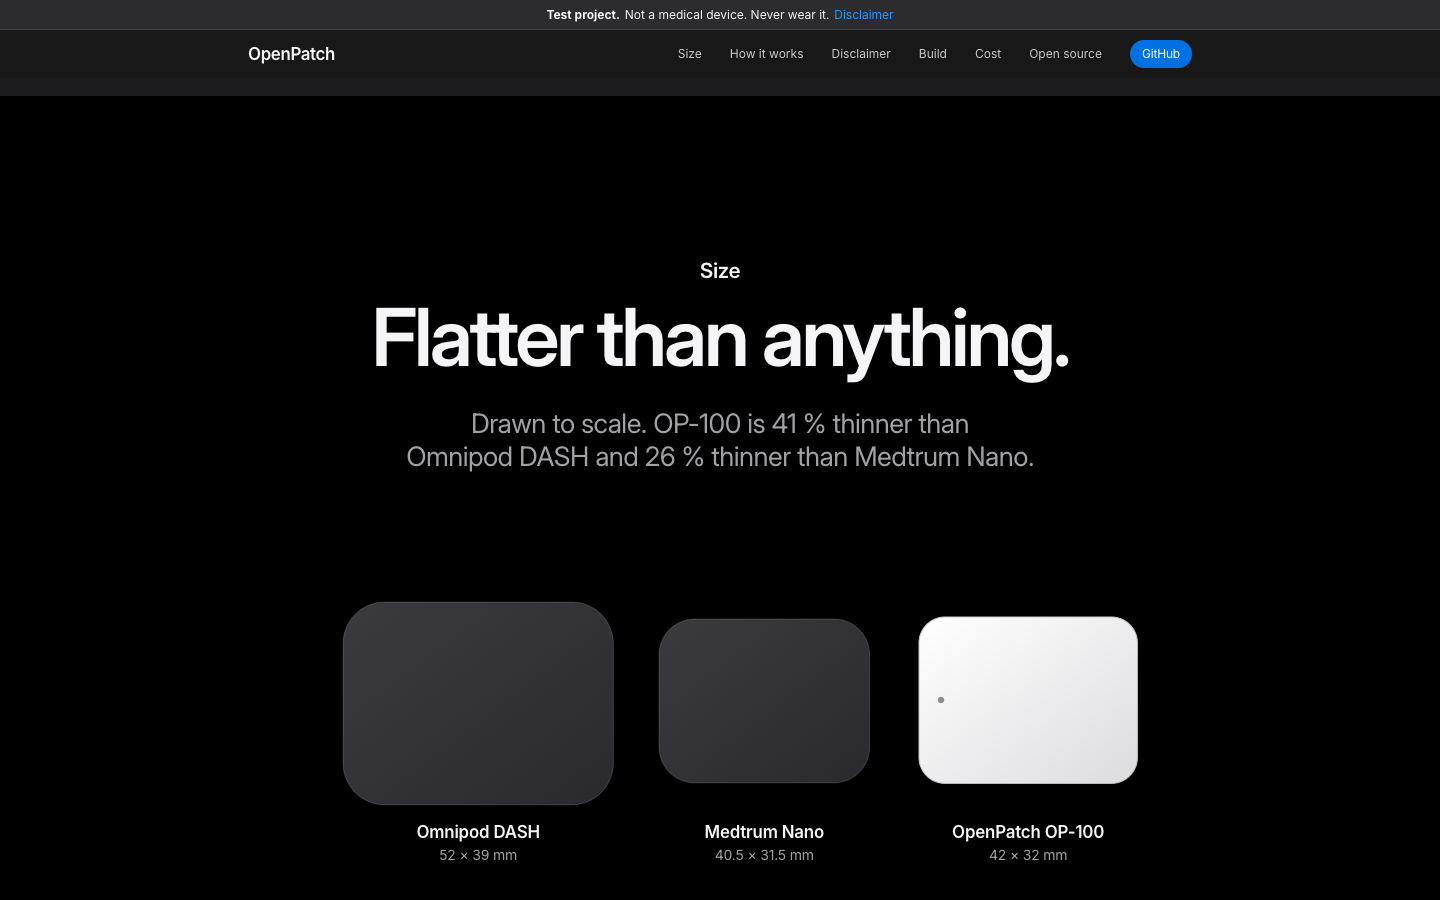 Test project. Not a medical device. Never wear it. Disclaimer
OpenPatch Size How it works Disclaimer Build Cost Open source GitHub
Size
Flatter than anything.
Drawn to scale. OP-100 is 41 % thinner than
Omnipod DASH and 26 % thinner than Medtrum Nano.
Omnipod DASH Medtrum Nano OpenPatch OP-100
52 × 39 mm 40.5 × 31.5 mm 42 × 32 mm